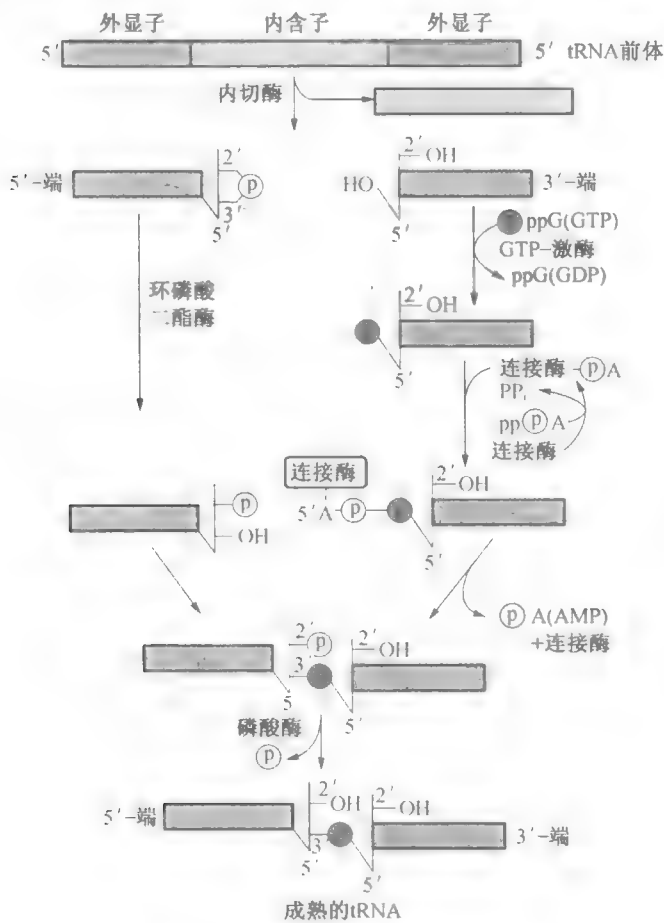 外显子 内含子 外显子
5′ 5′ tRNA前体
内切酶
2′ 2′ OH
5′-端 P HO 3′-端
3′
5′ 5′
ppG(GTP)
GTP-激酶
ppG(GDP)
环磷酸
二酯酶
2′ OH
5′
连接酶-P A
PPi
pp P A
连接酶
连接酶
2′ OH
P 5′A P
OH
5′
P A(AMP)
+连接酶
2′ P 2′ OH
3′
5 5′
磷酸酶
P
2′ OH 2′ OH
5′-端 3 3′-端
5′ 5′
成熟的tRNA